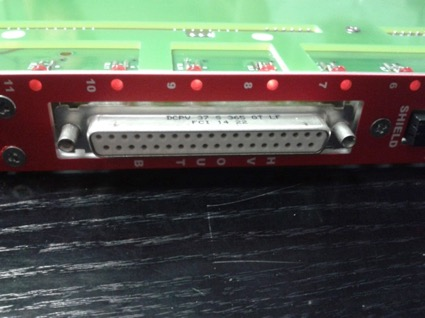 11 10 9 8 7 6
DCPV 37 S 365 GT LF
FCI 14 22
SHIELD
HV OUT B